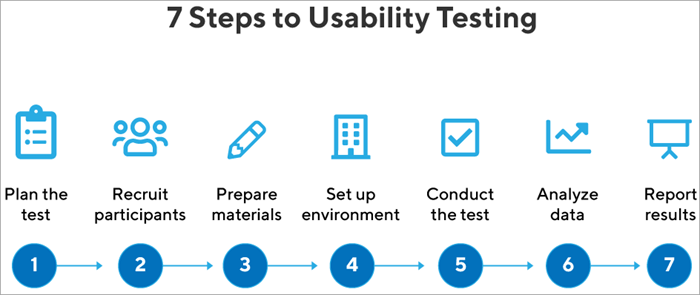 7 Steps to Usability Testing
Plan the
test
Recruit
participants
Prepare
materials
Set up
environment
Conduct
the test
Analyze
data
Report
results
1
2
3
4
5
6
7